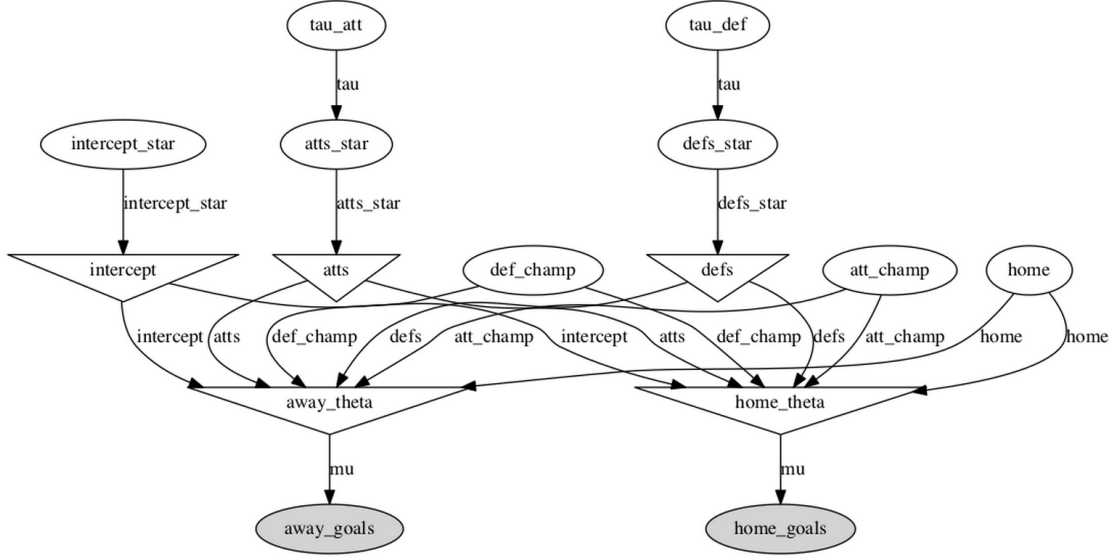 tau_att
tau_def
tau
tau
intercept_star
atts_star
defs_star
intercept_star
atts_star
defs_star
intercept
atts
def_champ
defs
att_champ
home
intercept
atts
def_champ
defs
att_champ
intercept
atts
def_champ
defs
att_champ
home
home
away_theta
home_theta
mu
mu
away_goals
home_goals